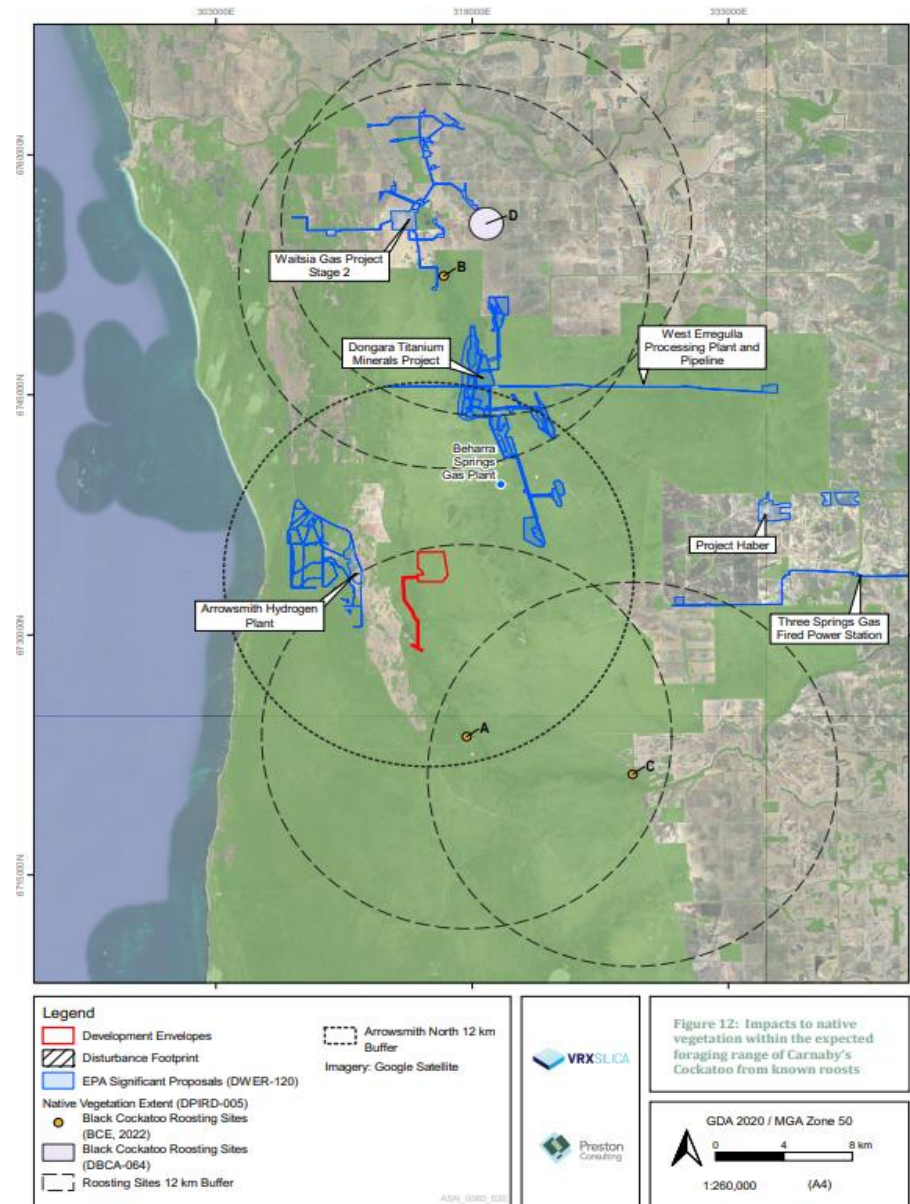 303000E
318000E
333000E
6760000N
6745000N
6730000N
6715000N
D
Waitsia Gas Project
Stage 2
B
Dongara Titanium
Minerals Project
West Erregulla
Processing Plant and
Pipeline
Beharra
Springs
Gas Plant
Project Haber
Arrowsmith Hydrogen
Plant
Three Springs Gas
Fired Power Station
A
C
Legend
Development Envelopes
Disturbance Footprint
EPA Significant Proposals (DWER-120)
Native Vegetation Extent (DPIRD-005)
Black Cockatoo Roosting Sites
(BCE, 2022)
Black Cockatoo Roosting Sites
(DBCA-064)
Roosting Sites 12 km Buffer
Arrowsmith North 12 km
Buffer
Imagery: Google Satellite
VRXSILICA
Preston
Consulting
Figure 12: Impacts to native
vegetation within the expected
foraging range of Carnaby's
Cockatoo from known roosts
GDA 2020 / MGA Zone 50
0 4 8 km
1:260,000 (A4)